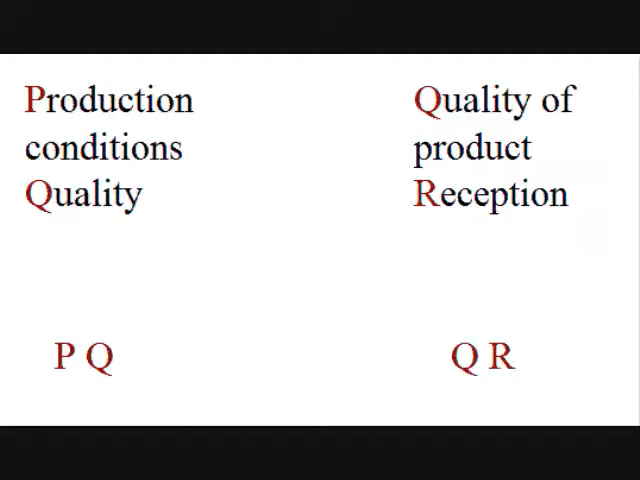 Production
conditions
Quality
Quality of
product
Reception
P Q
Q R